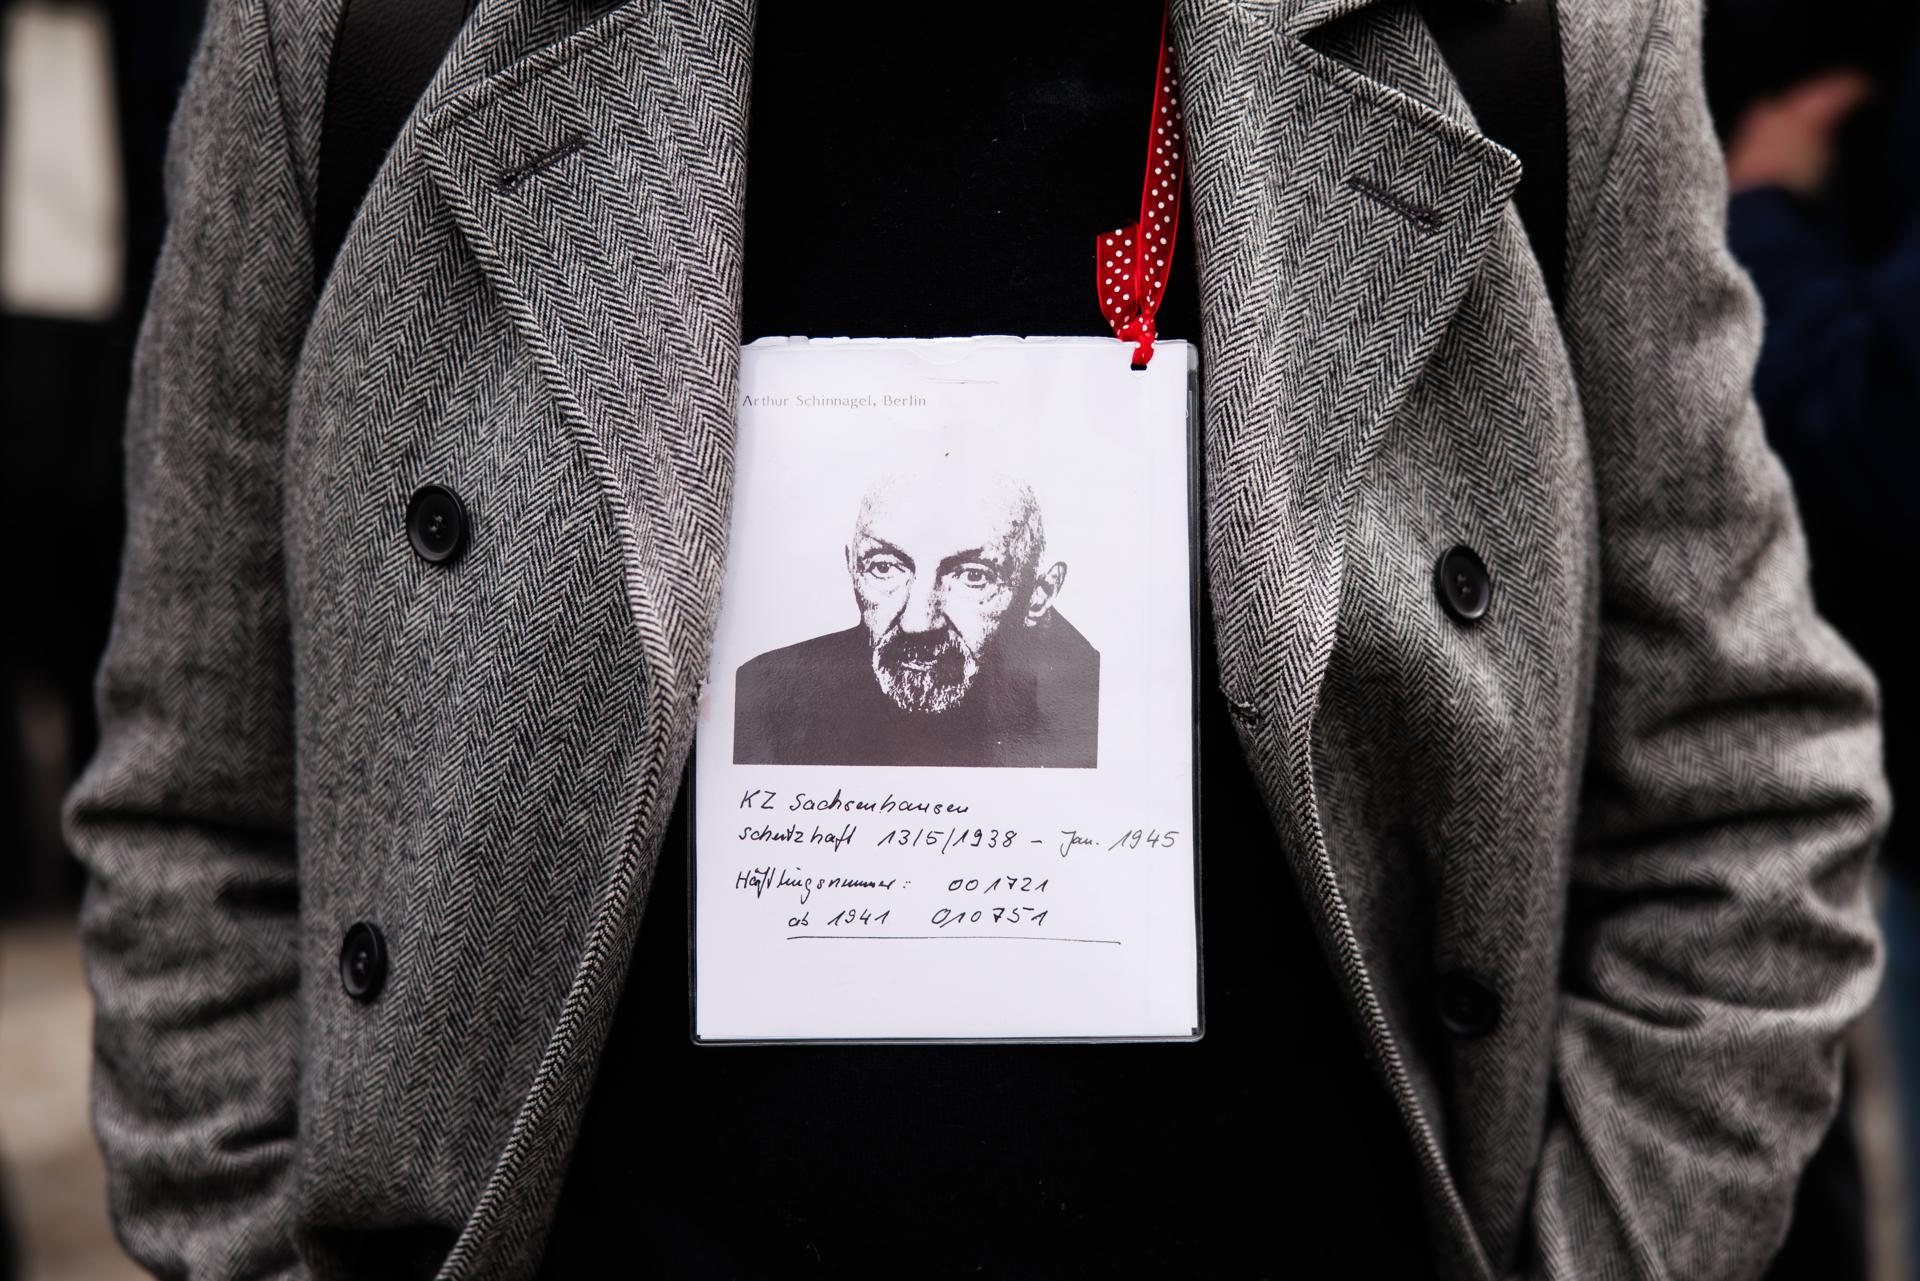 Arthur Schinnagel, Berlin
KZ Sachsenhausen
Schutzhaft 13/5/1938 – Jan. 1945
Häftlingsnummer: 001721
ab 1941 010751